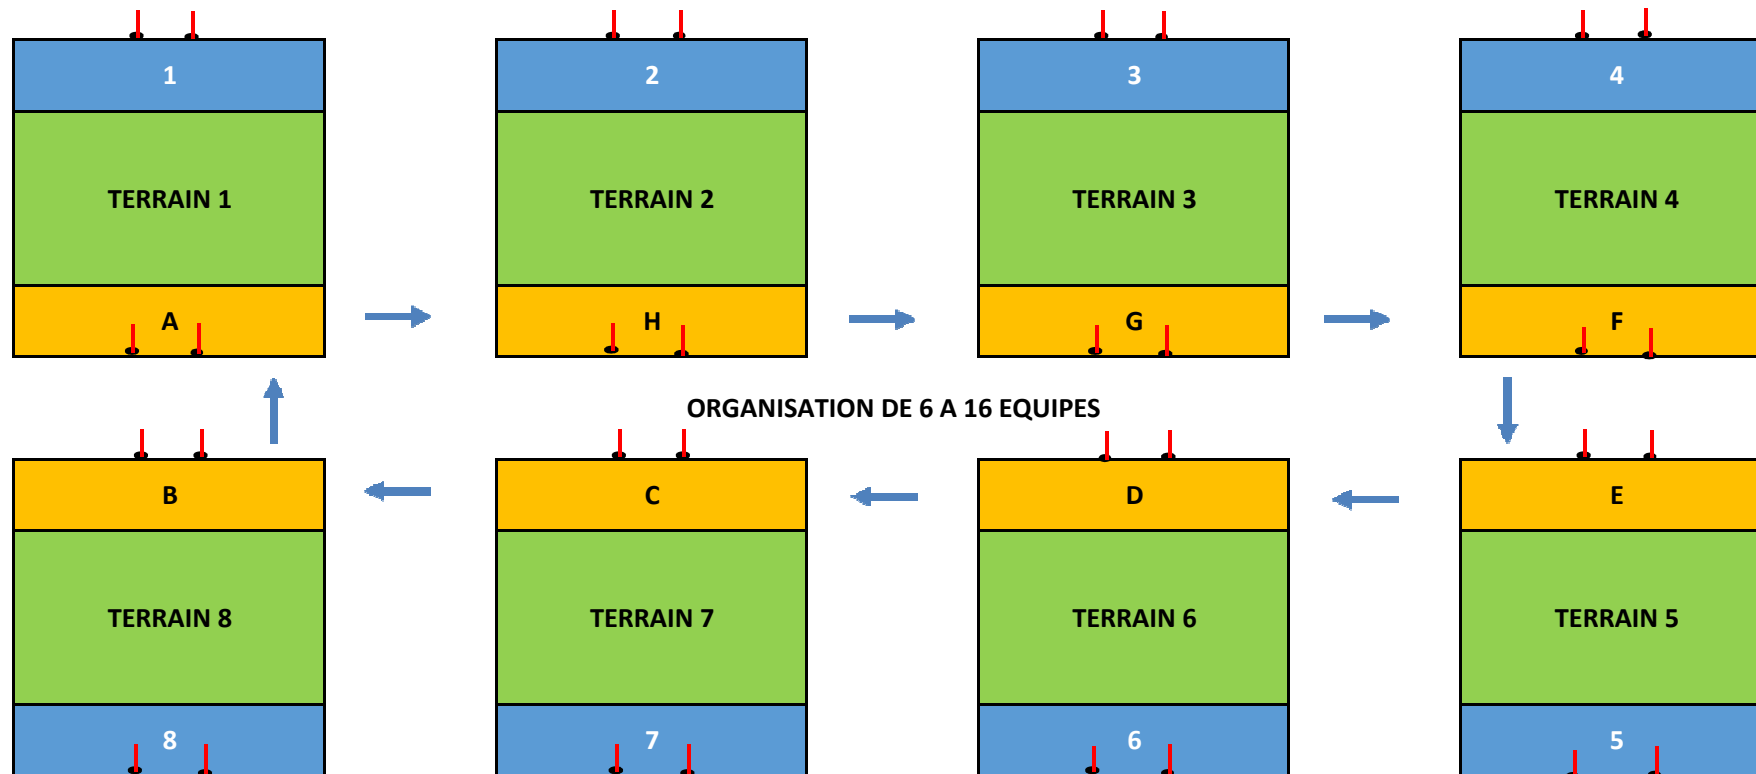 1
2
3
4
TERRAIN 1
TERRAIN 2
TERRAIN 3
TERRAIN 4
A
H
G
F
ORGANISATION DE 6 A 16 EQUIPES
B
C
D
E
TERRAIN 8
TERRAIN 7
TERRAIN 6
TERRAIN 5
8
7
6
5